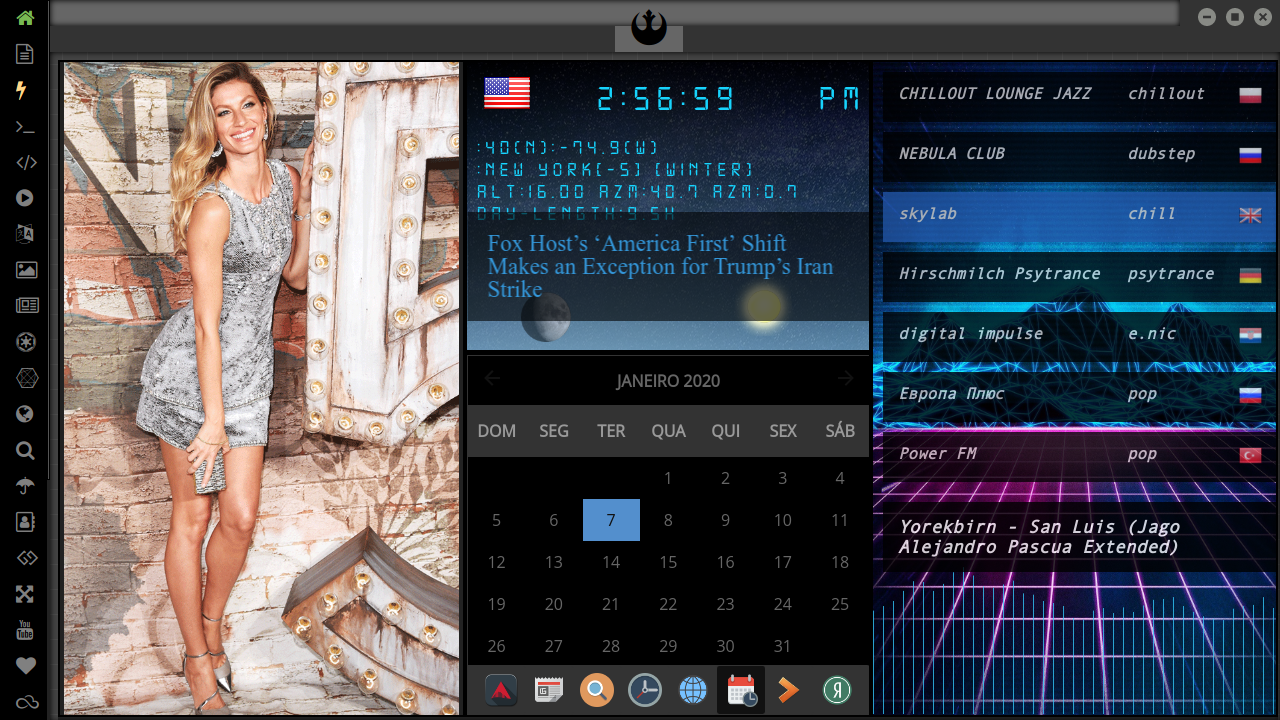 2:56:59 PM
:40(N):-74.9(W)
:NEW YORK[-5] [WINTER]
ALT:16.00 AZM:40.7 AZM:0.7
DAY-LENGTH:9.5H
Fox Host's 'America First' Shift
Makes an Exception for Trump's Iran
Strike
JANEIRO 2020
DOM SEG TER QUA QUI SEX SÁB
1 2 3 4
5 6 7 8 9 10 11
12 13 14 15 16 17 18
19 20 21 22 23 24 25
26 27 28 29 30 31
CHILLOUT LOUNGE JAZZ chillout
NEBULA CLUB dubstep
skylab chill
Hirschmilch Psytrance psytrance
digital impulse e.nic
Европа Плюс pop
Power FM pop
Yorekbirn - San Luis (Jago
Alejandro Pascua Extended)
You
Tube
Я